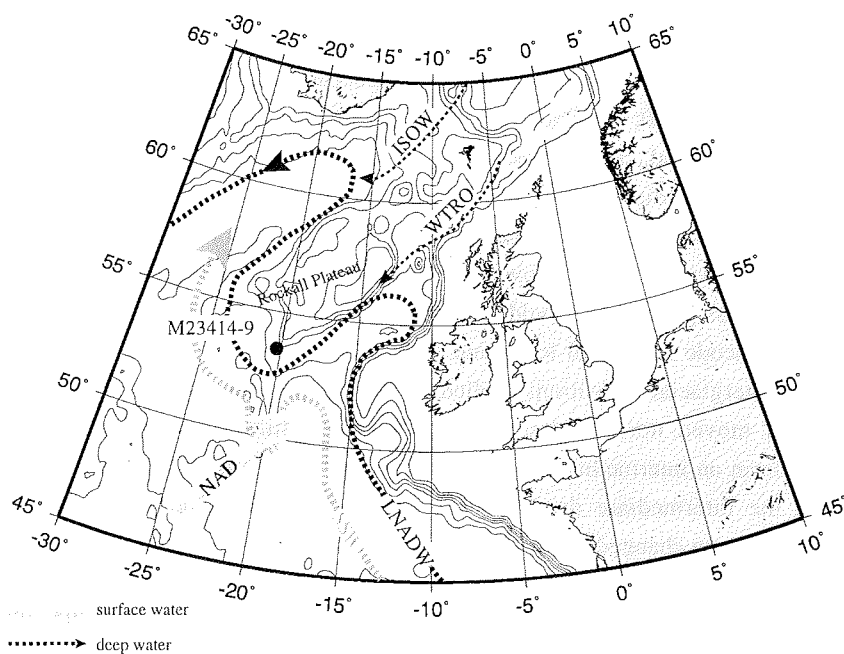 -30° -25° -20° -15° -10° -5° 0° 5° 10°
65° 65°
ISOW
60° 60°
WTRO
55° 55°
Rockall Plateau
M23414-9
50° 50°
NAD
LNADW
45° 45°
-30° -25° -20° -15° -10° -5° 0° 5° 10°
surface water
deep water